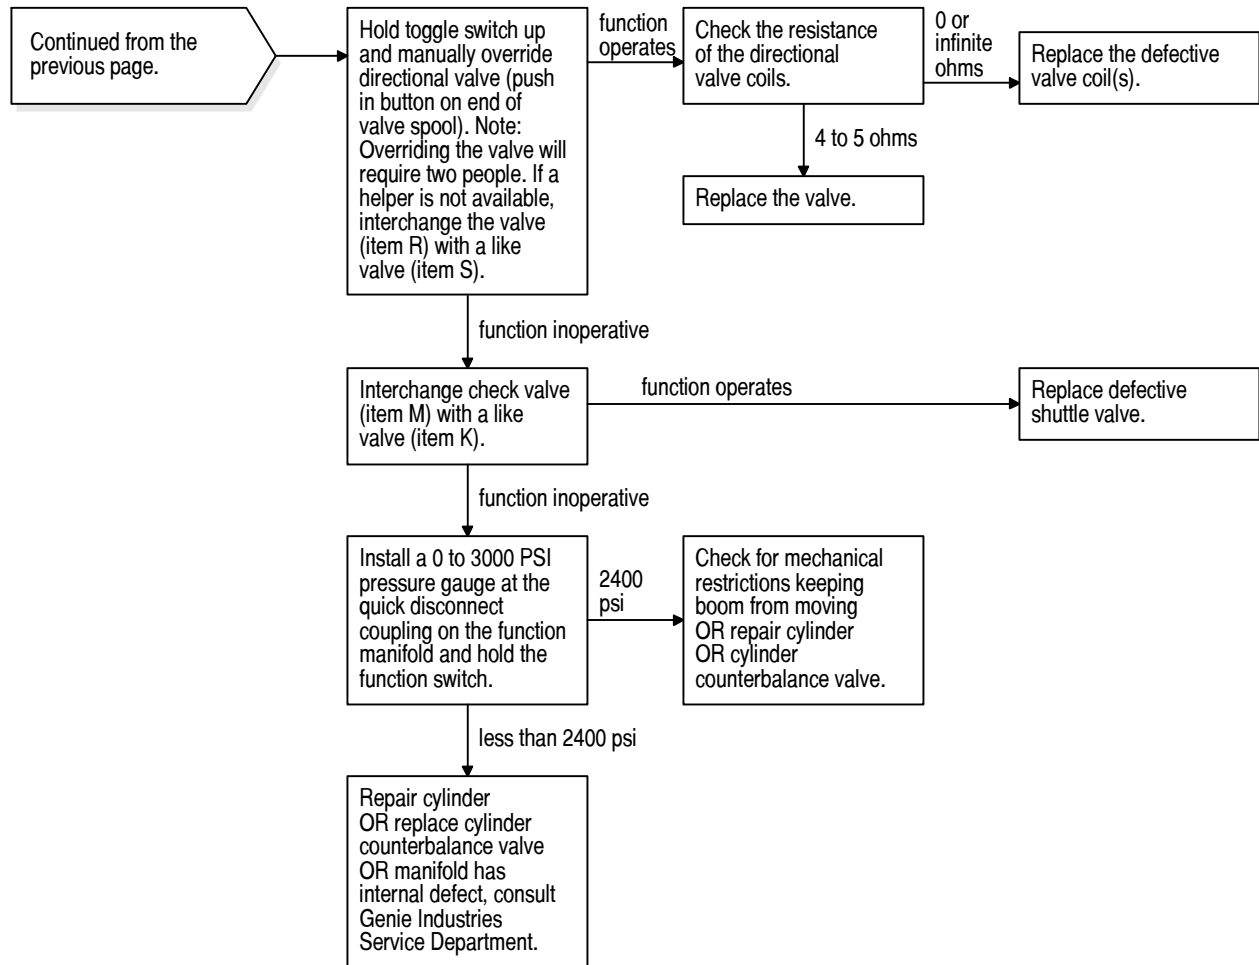 Continued from the
previous page.
Hold toggle switch up
and manually override
directional valve (push
in button on end of
valve spool). Note:
Overriding the valve will
require two people. If a
helper is not available,
interchange the valve
(item R) with a like
valve (item S).
function
operates
Check the resistance
of the directional
valve coils.
0 or
infinite
ohms
Replace the defective
valve coil(s).
4 to 5 ohms
Replace the valve.
function inoperative
Interchange check valve
(item M) with a like
valve (item K).
function operates
Replace defective
shuttle valve.
function inoperative
Install a 0 to 3000 PSI
pressure gauge at the
quick disconnect
coupling on the function
manifold and hold the
function switch.
2400
psi
Check for mechanical
restrictions keeping
boom from moving
OR repair cylinder
OR cylinder
counterbalance valve.
less than 2400 psi
Repair cylinder
OR replace cylinder
counterbalance valve
OR manifold has
internal defect, consult
Genie Industries
Service Department.